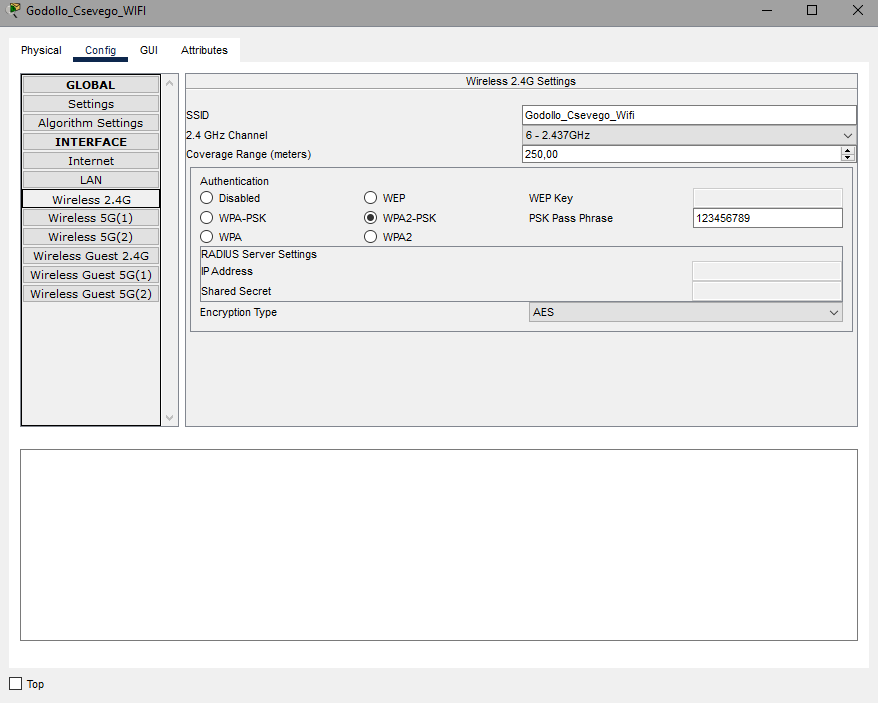 Godollo_Csevego_WIFI
Physical Config GUI Attributes
GLOBAL
Settings
Algorithm Settings
INTERFACE
Internet
LAN
Wireless 2.4G
Wireless 5G(1)
Wireless 5G(2)
Wireless Guest 2.4G
Wireless Guest 5G(1)
Wireless Guest 5G(2)
Wireless 2.4G Settings
SSID Godollo_Csevego_Wifi
2.4 GHz Channel 6 - 2.437GHz
Coverage Range (meters) 250,00
Authentication
Disabled WEP WEP Key
WPA-PSK WPA2-PSK PSK Pass Phrase 123456789
WPA WPA2
RADIUS Server Settings
IP Address
Shared Secret
Encryption Type AES
Top